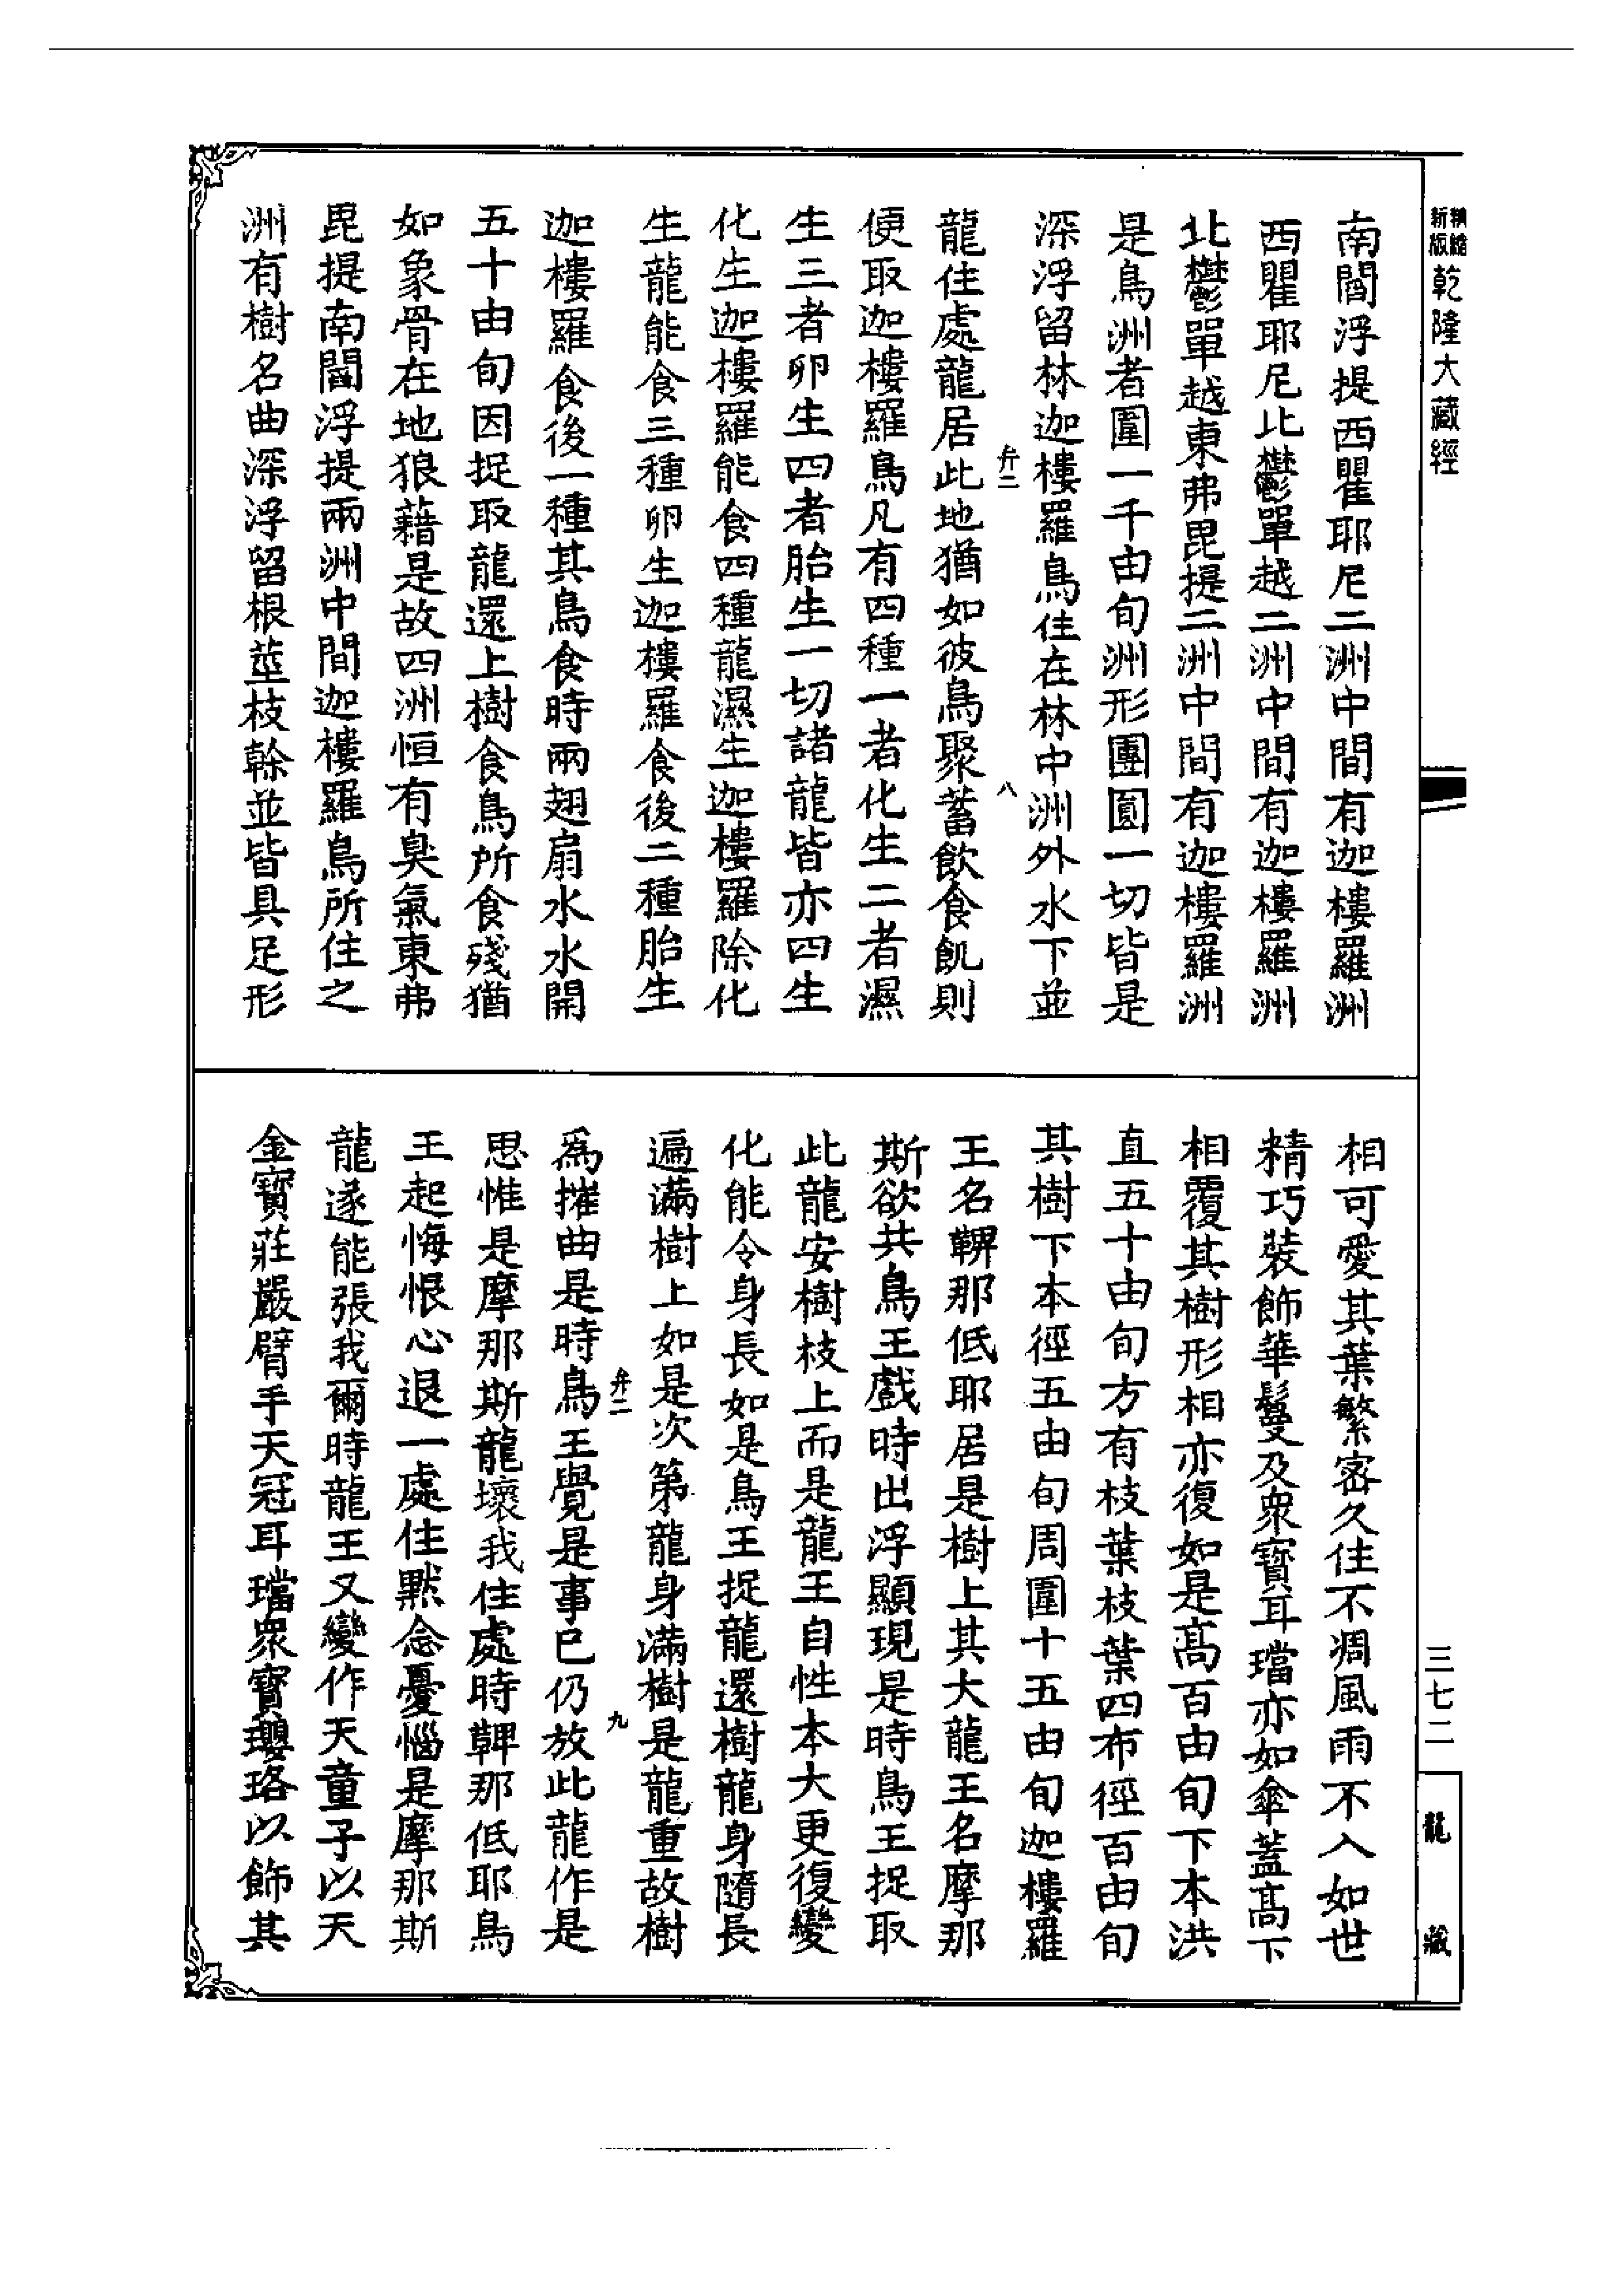 精縮新版乾隆大藏經
南閻浮提西瞿耶尼二洲中間有迦樓羅洲
西瞿耶尼比欝單越二洲中間有迦樓羅洲
北欝單越東弗毘提二洲中間有迦樓羅洲
是鳥洲者圍一千由旬洲形團圓一切皆是
深浮留林迦樓羅鳥住在林中洲外水下並
弁二 八
龍住處龍居此地猶如彼鳥聚蓄飲食飢則
便取迦樓羅鳥凡有四種一者化生二者濕
生三者卵生四者胎生一切諸龍皆亦四生
化生迦樓羅能食四種龍濕生迦樓羅除化
生龍能食三種卵生迦樓羅食後二種胎生
迦樓羅食後一種其鳥食時兩翅扇水水開
五十由旬因捉取龍還上樹食鳥所食殘猶
如象骨在地狼藉是故四洲恒有臭氣東弗
毘提南閻浮提兩洲中間迦樓羅鳥所住之
洲有樹名曲深浮留根莖枝榦並皆具足形
相可愛其葉繁密久住不凋風雨不入如世
精巧裝飾華鬘及衆寶耳璫亦如傘蓋高下
相覆其樹形相亦復如是高百由旬下本洪
直五十由旬方有枝葉枝葉四布徑百由旬
其樹下本徑五由旬周圍十五由旬迦樓羅
王名鞞那低耶居是樹上其大龍王名摩那
斯欲共鳥王戲時出浮顯現是時鳥王捉取
此龍安樹枝上而是龍王自性本大更復變
化能令身長如是鳥王捉龍還樹龍身隨長
遍滿樹上如是次第龍身滿樹是龍重故樹
弁二 九
爲摧曲是時鳥王覺是事已仍放此龍作是
思惟是摩那斯龍壞我住處時鞞那低耶鳥
王起悔恨心退一處住默念憂惱是摩那斯
龍遂能張我爾時龍王又變作天童子以天
金寶莊嚴臂手天冠耳璫衆寶瓔珞以飾其
三七二
龍藏